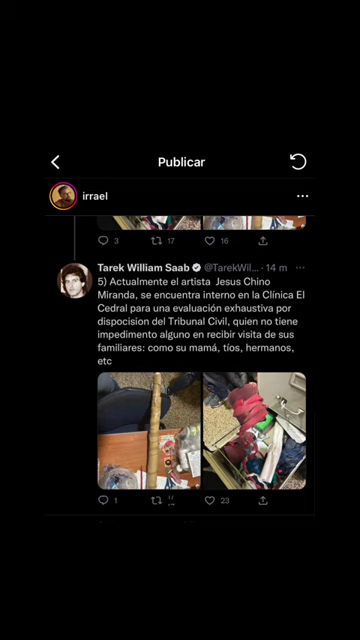 Publicar
irrael
3
17
16
Tarek William Saab @TarekWil... · 14 m
5) Actualmente el artista Jesus Chino
Miranda, se encuentra interno en la Clínica El
Cedral para una evaluación exhaustiva por
dispocision del Tribunal Civil, quien no tiene
impedimento alguno en recibir visita de sus
familiares: como su mamá, tíos, hermanos,
etc
1
23